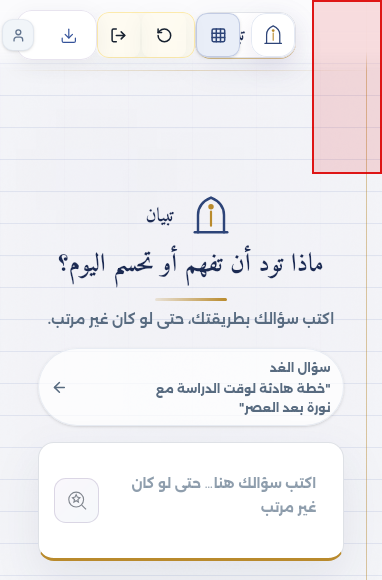 تبيان
ماذا تود أن تفهم أو تحسم اليوم؟
اكتب سؤالك بطريقتك، حتى لو كان غير مرتب.
سؤال الغد
"خطة هادئة لوقت الدراسة مع
نورة بعد العصر"
اكتب سؤالك هنا... حتى لو كان
غير مرتب